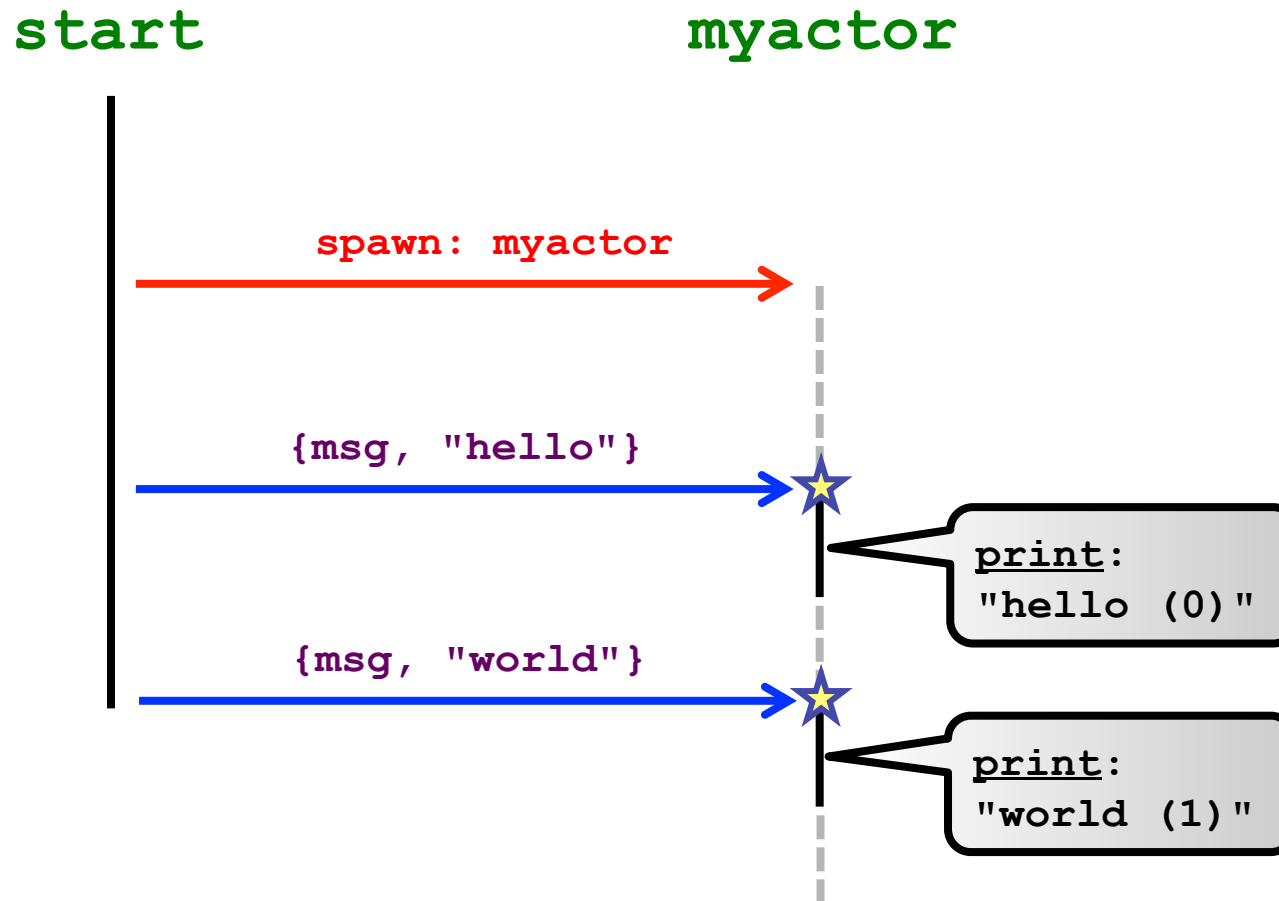 start
myactor
spawn: myactor
{msg, "hello"}
print:
"hello (0)"
{msg, "world"}
print:
"world (1)"